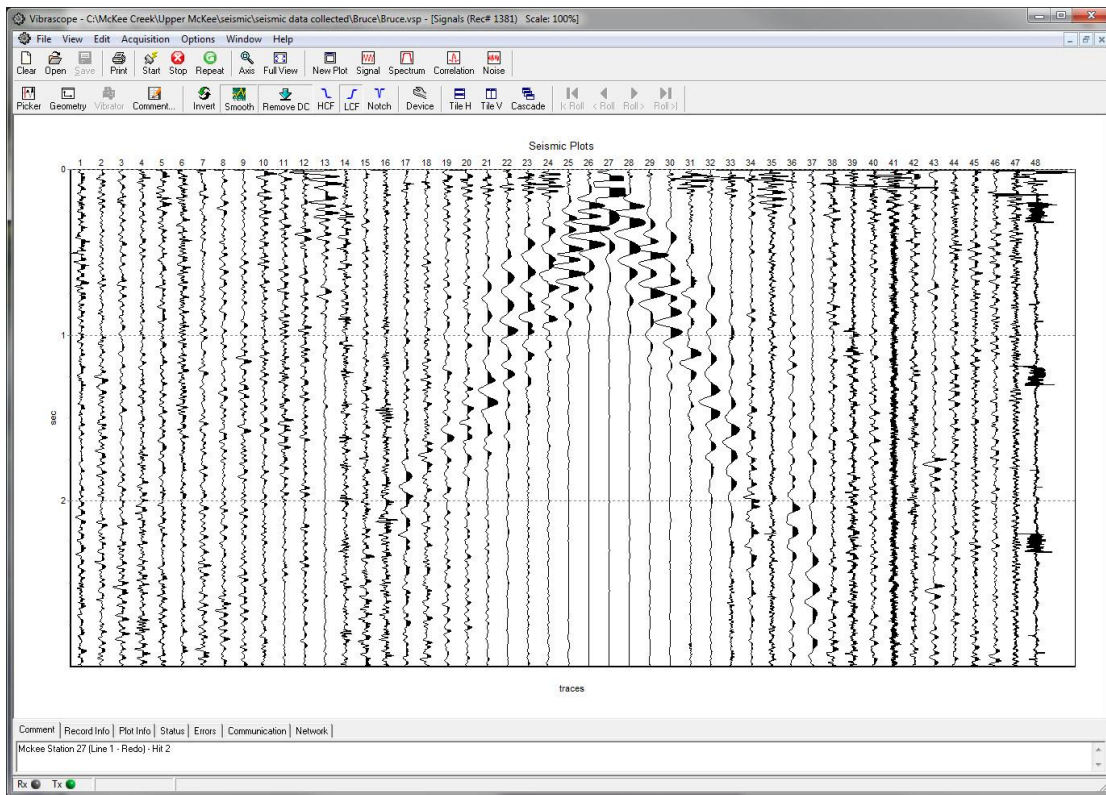 Vibrascope - C:\McKee Creek\Upper McKee\seismic\seismic data collected\Bruce\Bruce.vsp - [Signals (Rec# 1381) Scale: 100%]
File View Edit Acquisition Options Window Help
Clear Open Save Print Start Stop Repeat Axis Full View New Plot Signal Spectrum Correlation Noise
Picker Geometry Vibrator Comment... Invert Smooth Remove DC HCF LCF Notch Device Tile H Tile V Cascade |< Roll < Roll Roll > Roll >|
Seismic Plots
1 2 3 4 5 6 7 8 9 10 11 12 13 14 15 16 17 18 19 20 21 22 23 24 25 26 27 28 29 30 31 32 33 34 35 36 37 38 39 40 41 42 43 44 45 46 47 48
0
1
sec
2
traces
Comment Record Info Plot Info Status Errors Communication Network
Mckee Station 27 (Line 1 - Redo) - Hit 2
Rx Tx